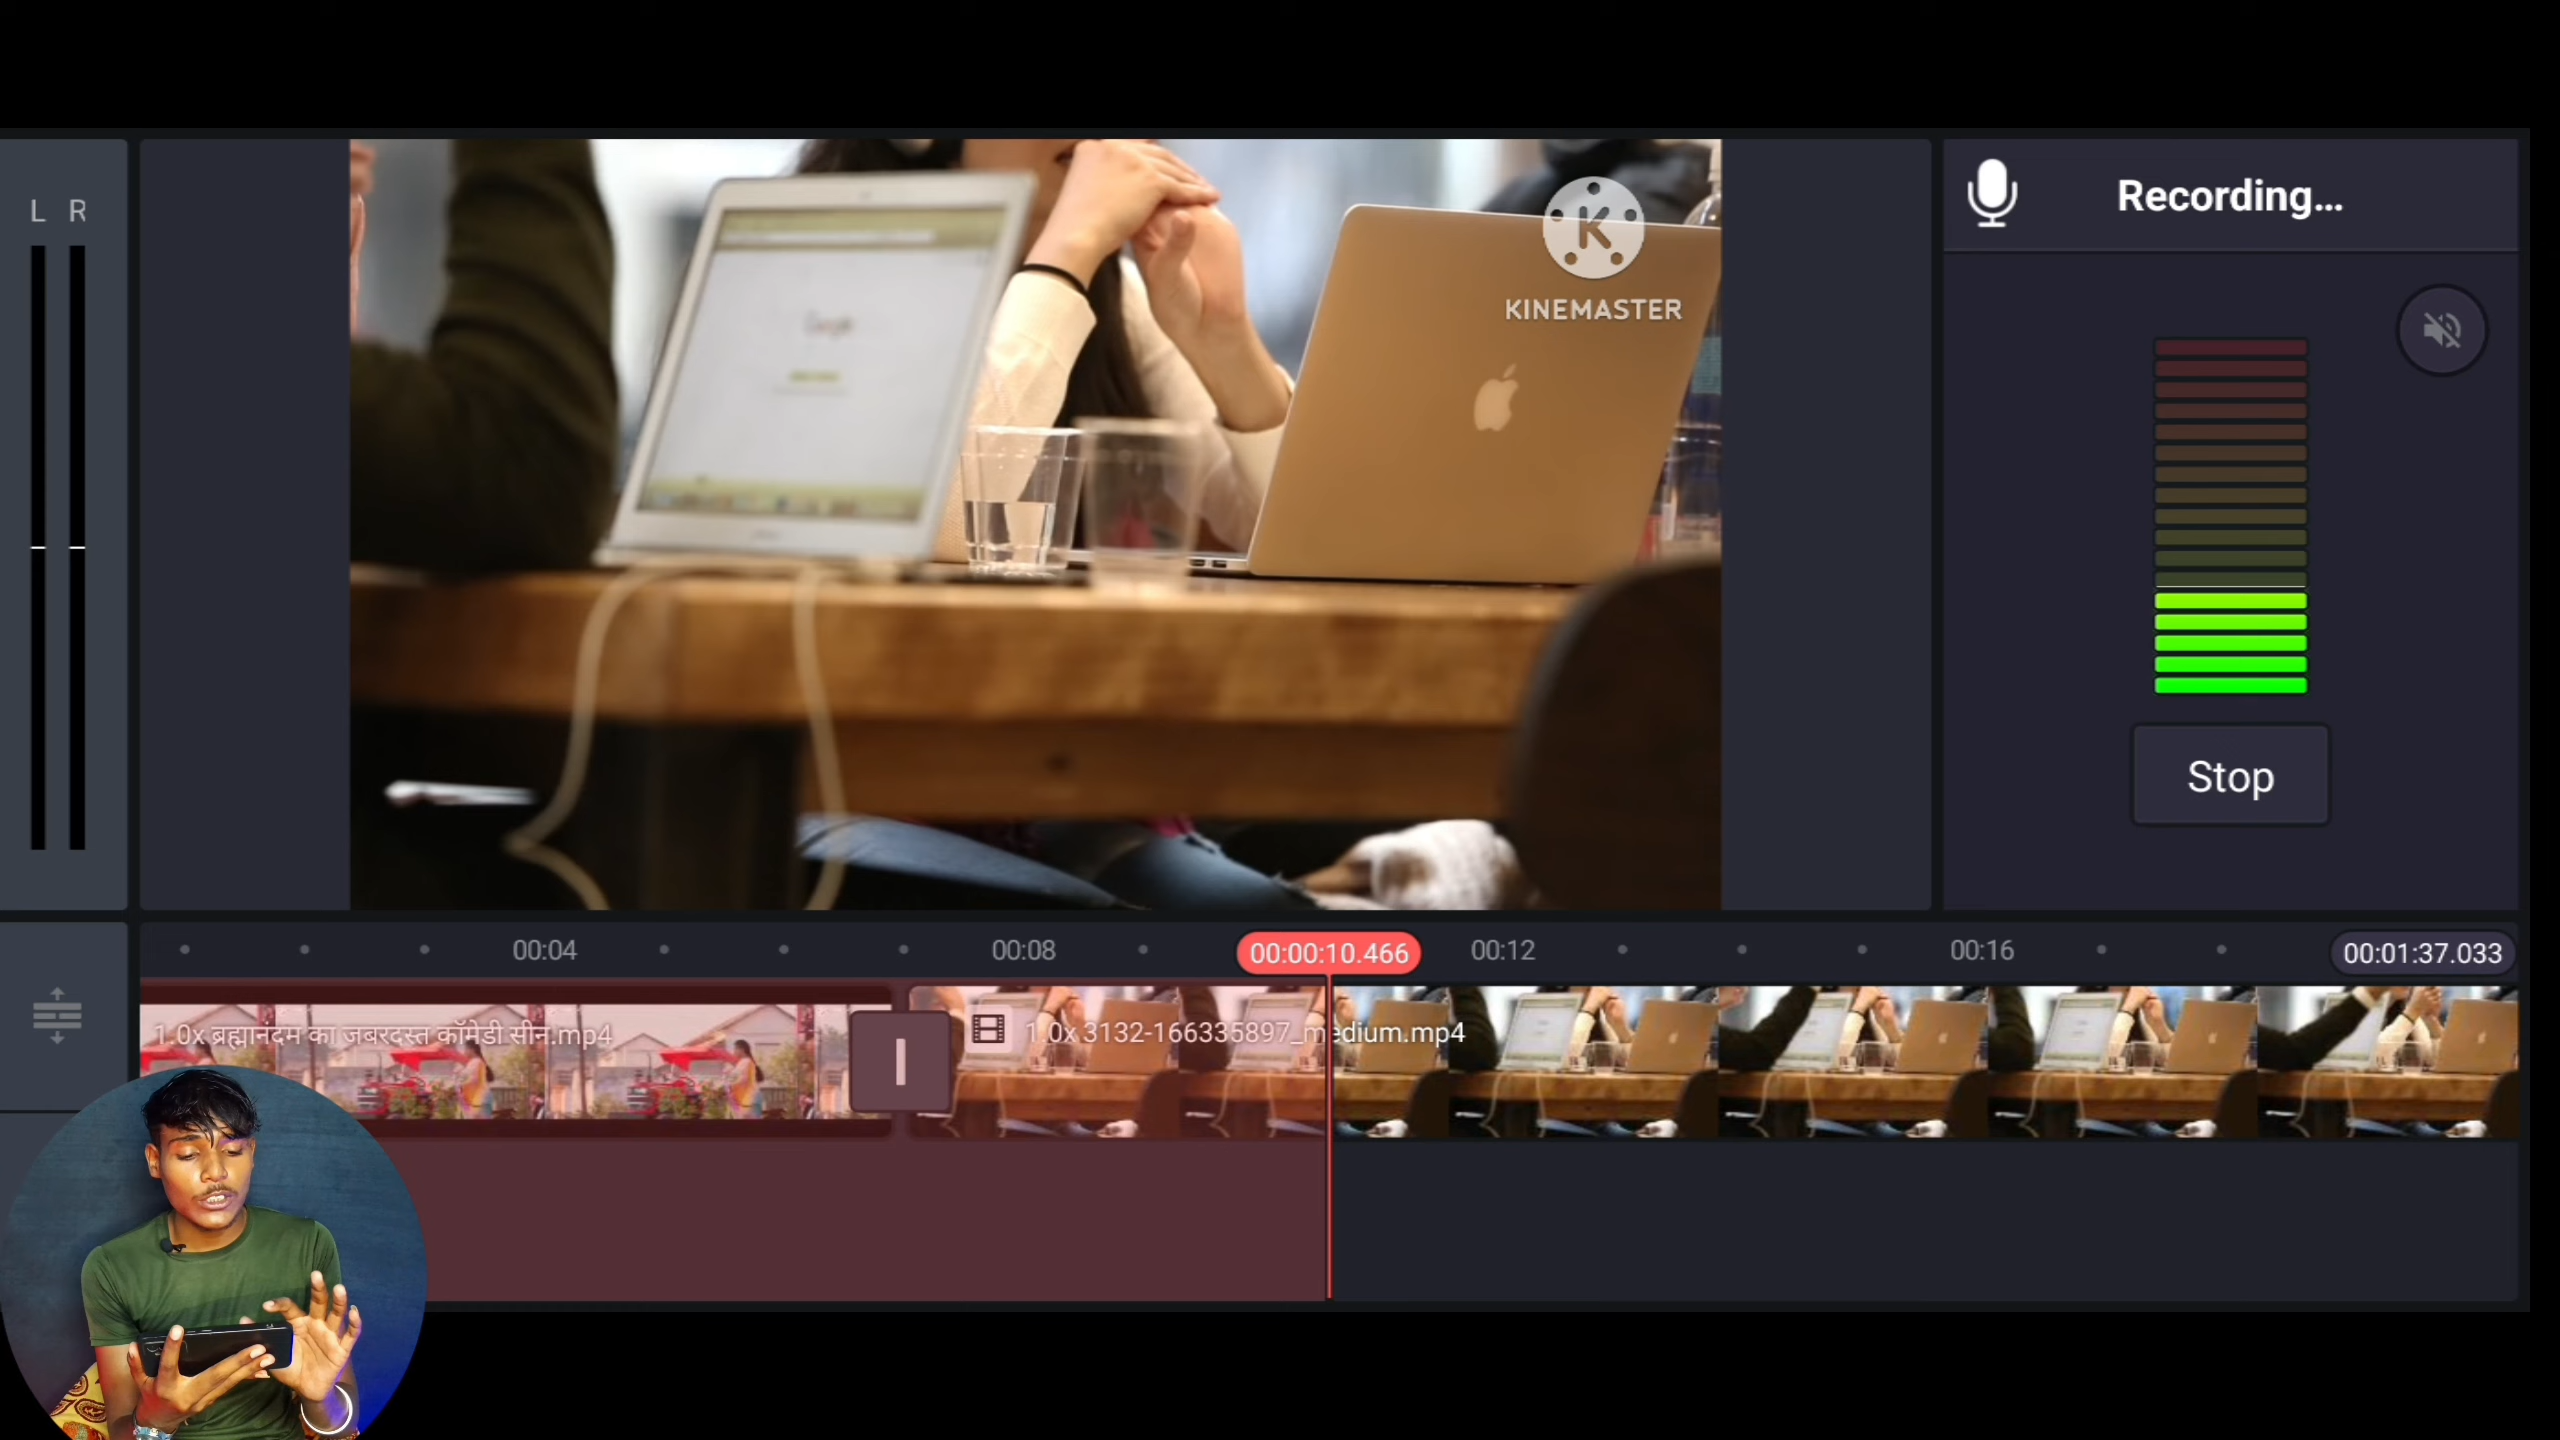 L R
KINEMASTER
Recording...
Stop
00:04
00:08
00:00:10.466
00:12
00:16
00:01:37.033
1.0x ब्रह्मानंदम का जबरदस्त कॉमेडी सीन.mp4
1.0x 3132-166335897_medium.mp4